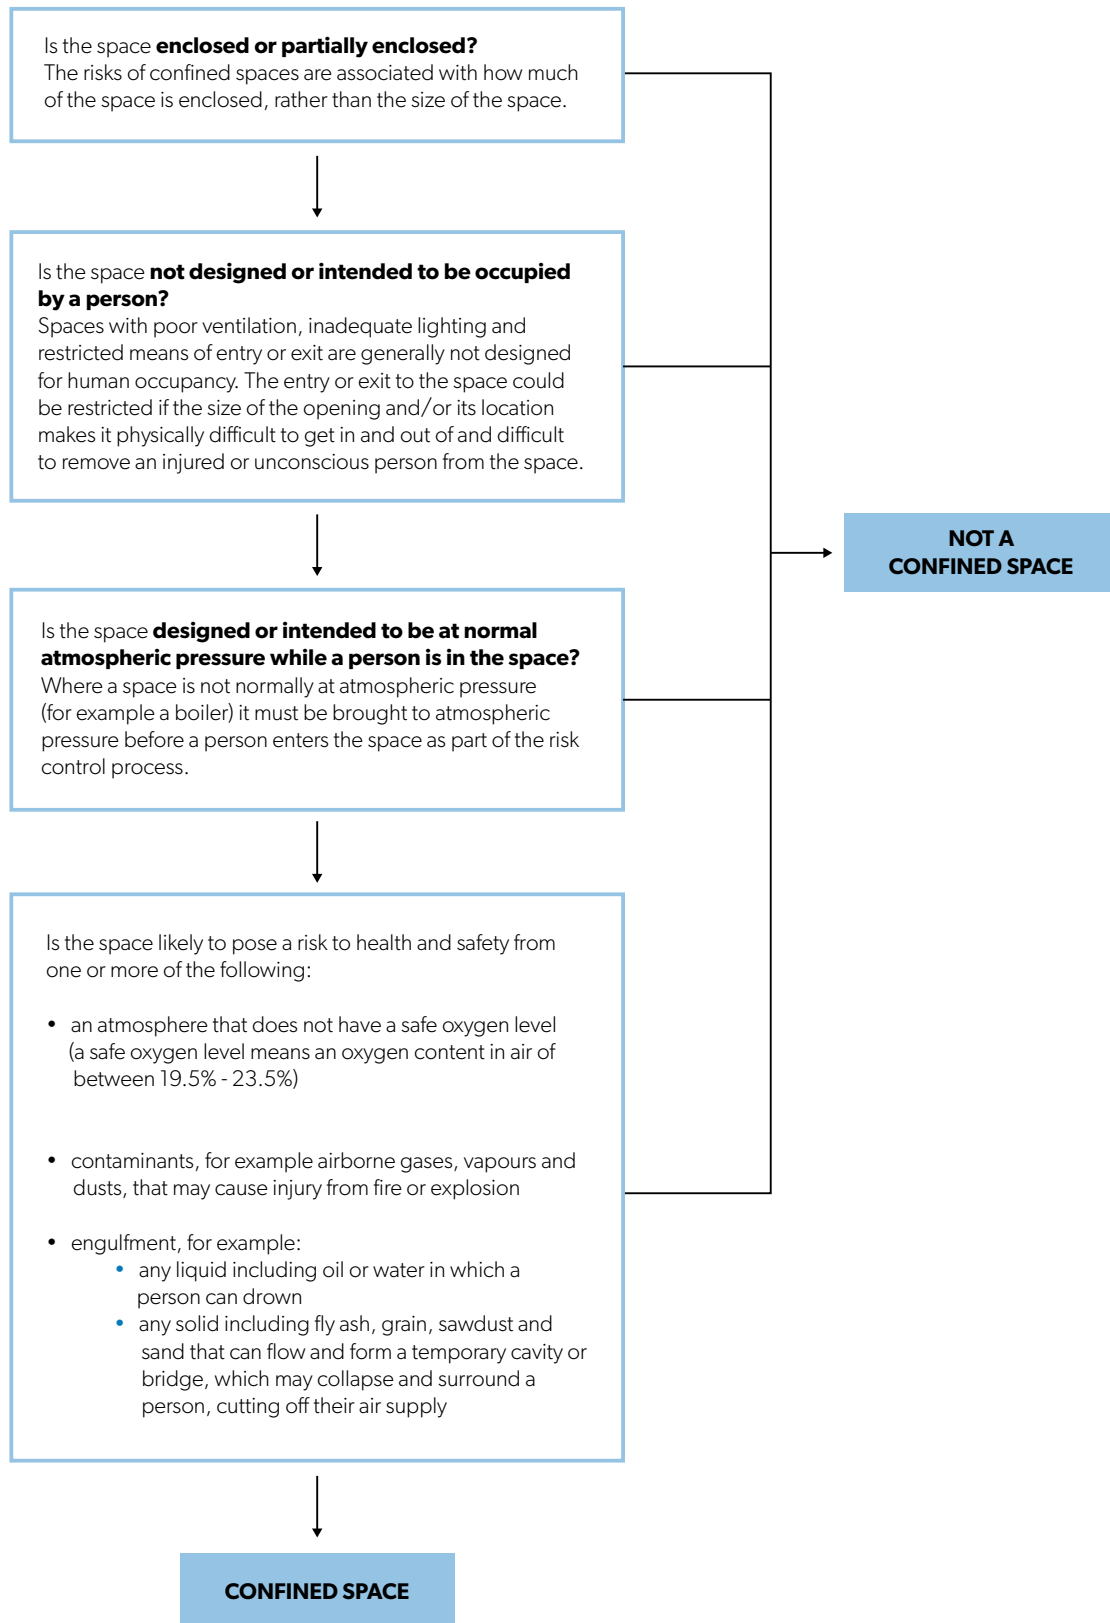 Is the space enclosed or partially enclosed?
The risks of confined spaces are associated with how much
of the space is enclosed, rather than the size of the space.
Is the space not designed or intended to be occupied
by a person?
Spaces with poor ventilation, inadequate lighting and
restricted means of entry or exit are generally not designed
for human occupancy. The entry or exit to the space could
be restricted if the size of the opening and/or its location
makes it physically difficult to get in and out of and difficult
to remove an injured or unconscious person from the space.
NOT A
CONFINED SPACE
Is the space designed or intended to be at normal
atmospheric pressure while a person is in the space?
Where a space is not normally at atmospheric pressure
(for example a boiler) it must be brought to atmospheric
pressure before a person enters the space as part of the risk
control process.
Is the space likely to pose a risk to health and safety from
one or more of the following:
• an atmosphere that does not have a safe oxygen level
(a safe oxygen level means an oxygen content in air of
between 19.5% - 23.5%)
• contaminants, for example airborne gases, vapours and
dusts, that may cause injury from fire or explosion
• engulfment, for example:
• any liquid including oil or water in which a
person can drown
• any solid including fly ash, grain, sawdust and
sand that can flow and form a temporary cavity or
bridge, which may collapse and surround a
person, cutting off their air supply
CONFINED SPACE